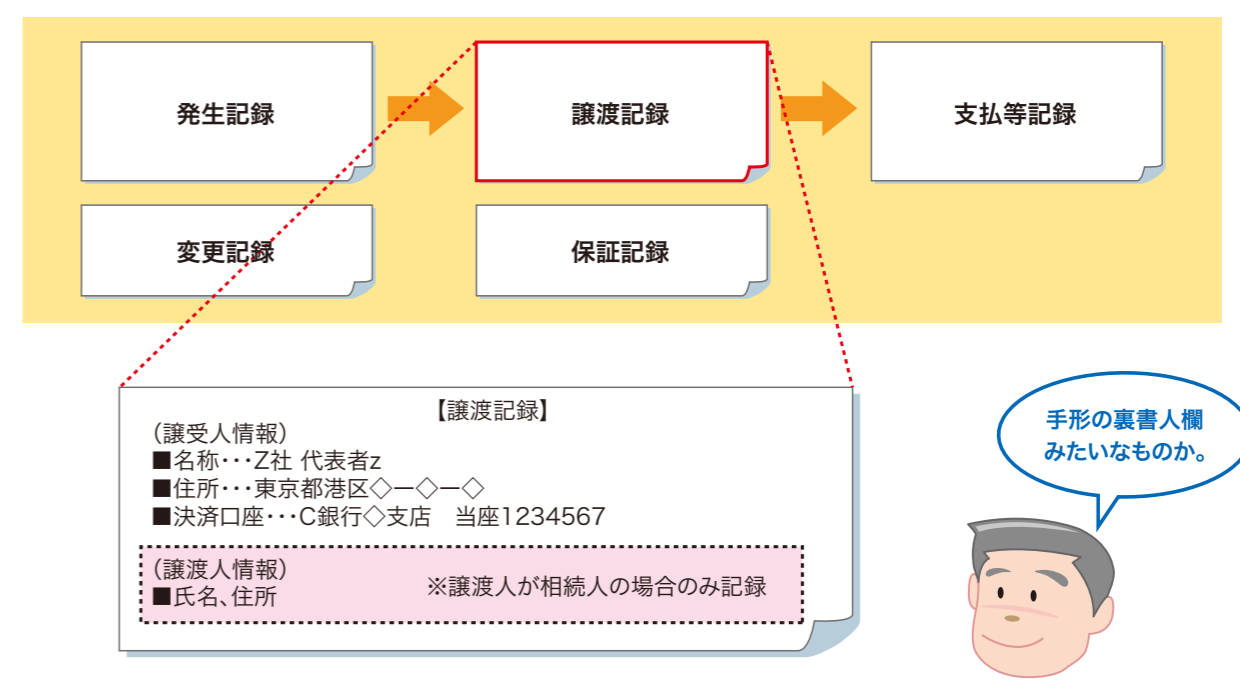 発生記録
譲渡記録
支払等記録
変更記録
保証記録
【譲渡記録】
(譲受人情報)
■名称・・・Z社 代表者z
■住所・・・東京都港区◇ー◇ー◇
■決済口座・・・C銀行◇支店　当座1234567
(譲渡人情報)
■氏名、住所
※譲渡人が相続人の場合のみ記録
手形の裏書人欄
みたいなものか。